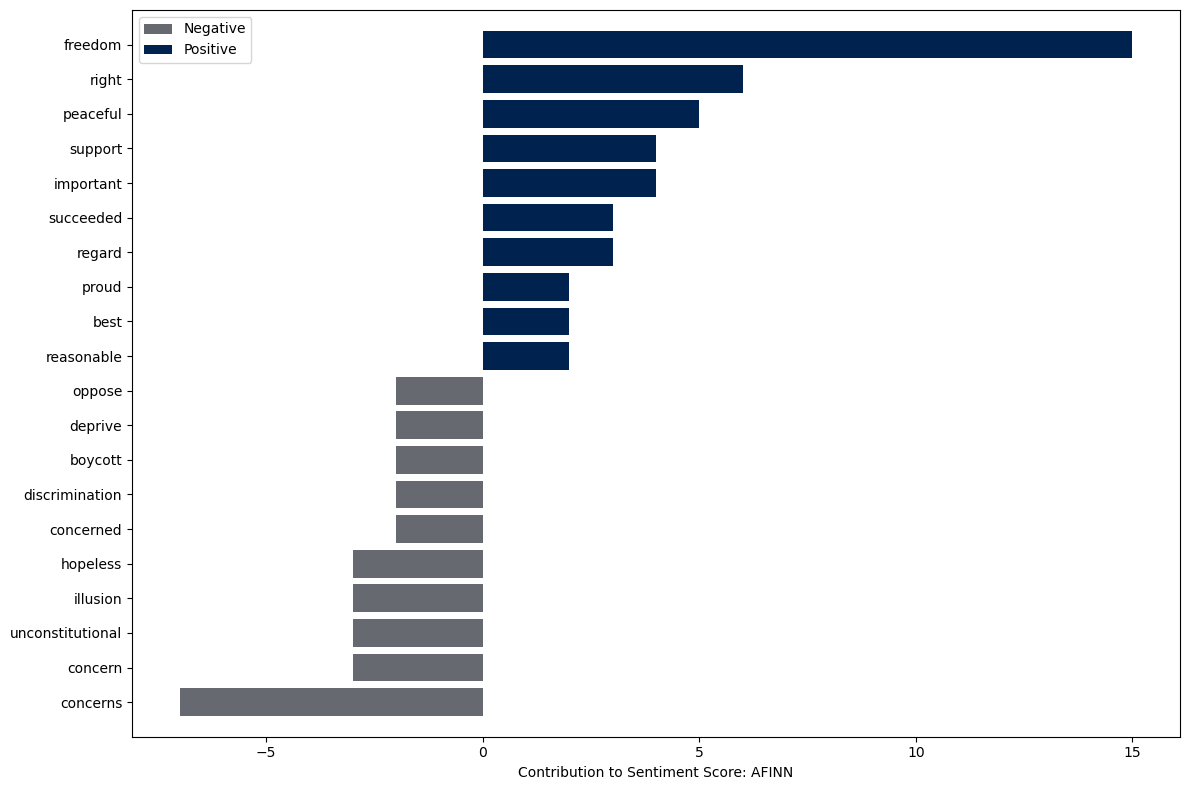 Negative
Positive
freedom
right
peaceful
support
important
succeeded
regard
proud
best
reasonable
oppose
deprive
boycott
discrimination
concerned
hopeless
illusion
unconstitutional
concern
concerns
−5 0 5 10 15
Contribution to Sentiment Score: AFINN